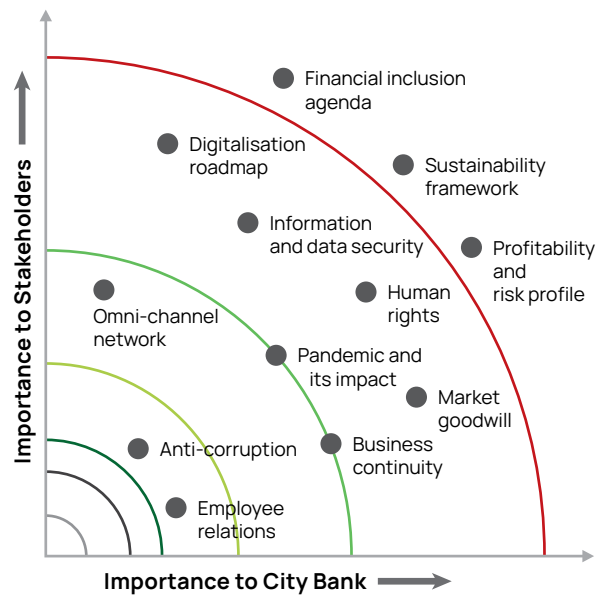 Financial inclusion
agenda
Digitalisation
roadmap
Sustainability
framework
Information
and data security
Profitability
and
risk profile
Human
rights
Omni-channel
network
Pandemic and
its impact
Market
goodwill
Anti-corruption
Business
continuity
Employee
relations
Importance to Stakeholders
Importance to City Bank